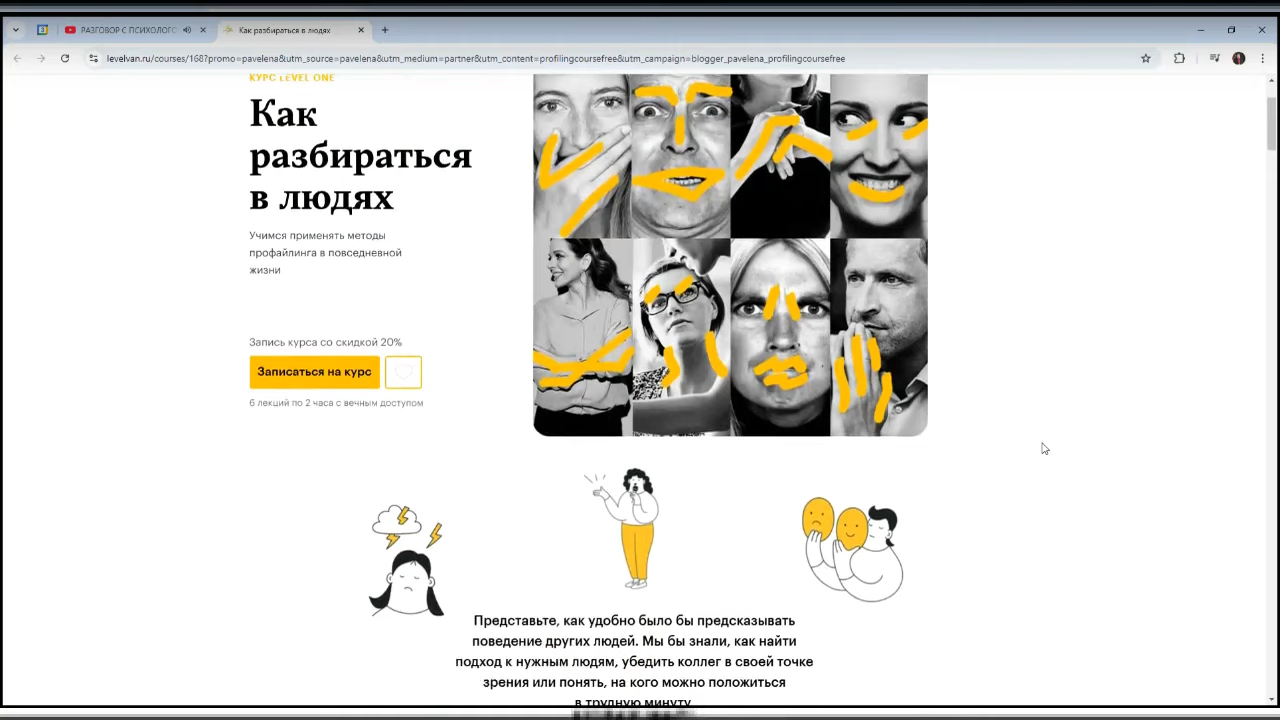 РАЗГОВОР С ПСИХОЛОГО
Как разбираться в людях
levelvan.ru/courses/168?promo=pavelena&utm_source=pavelena&utm_medium=partner&utm_content=profilingcoursefree&utm_campaign=blogger_pavelena_profilingcoursefree
КУРС LEVEL ONE
Как
разбираться
в людях
Учимся применять методы
профайлинга в повседневной
жизни
Запись курса со скидкой 20%
Записаться на курс
6 лекций по 2 часа с вечным доступом
Представьте, как удобно было бы предсказывать
поведение других людей. Мы бы знали, как найти
подход к нужным людям, убедить коллег в своей точке
зрения или понять, на кого можно положиться
в трудную минуту.